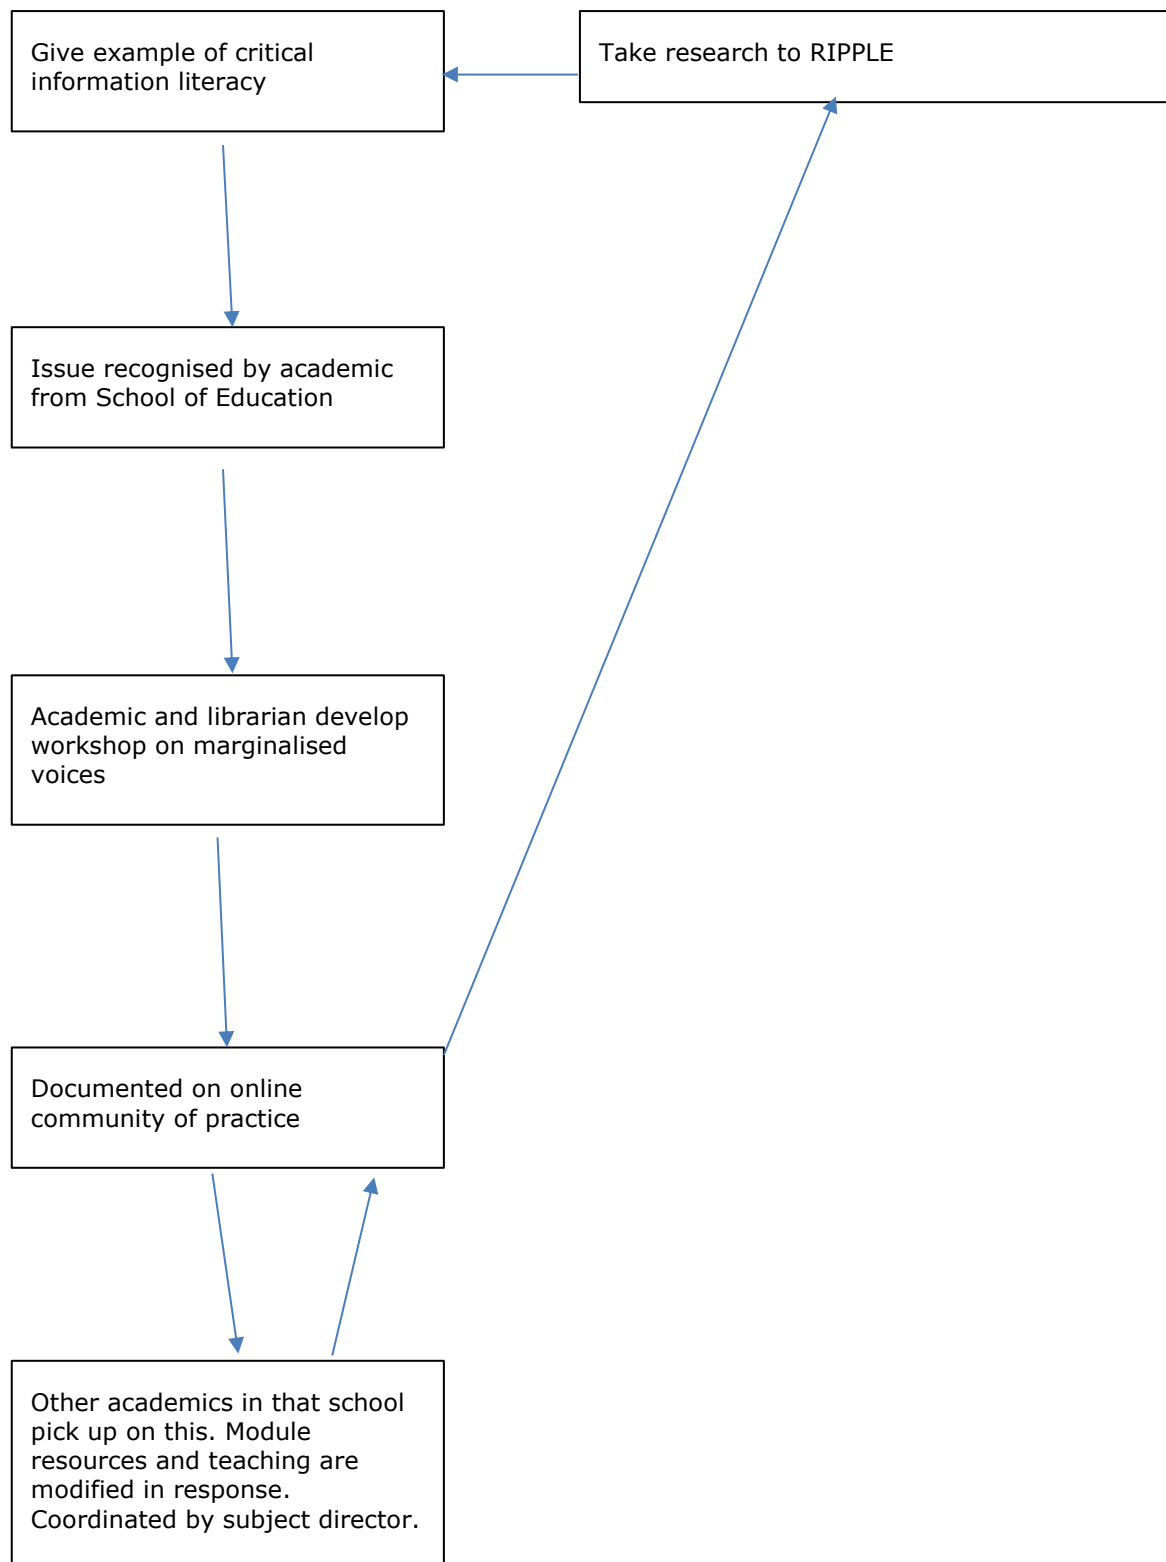 Give example of critical
information literacy
Take research to RIPPLE
Issue recognised by academic
from School of Education
Academic and librarian develop
workshop on marginalised
voices
Documented on online
community of practice
Other academics in that school
pick up on this. Module
resources and teaching are
modified in response.
Coordinated by subject director.